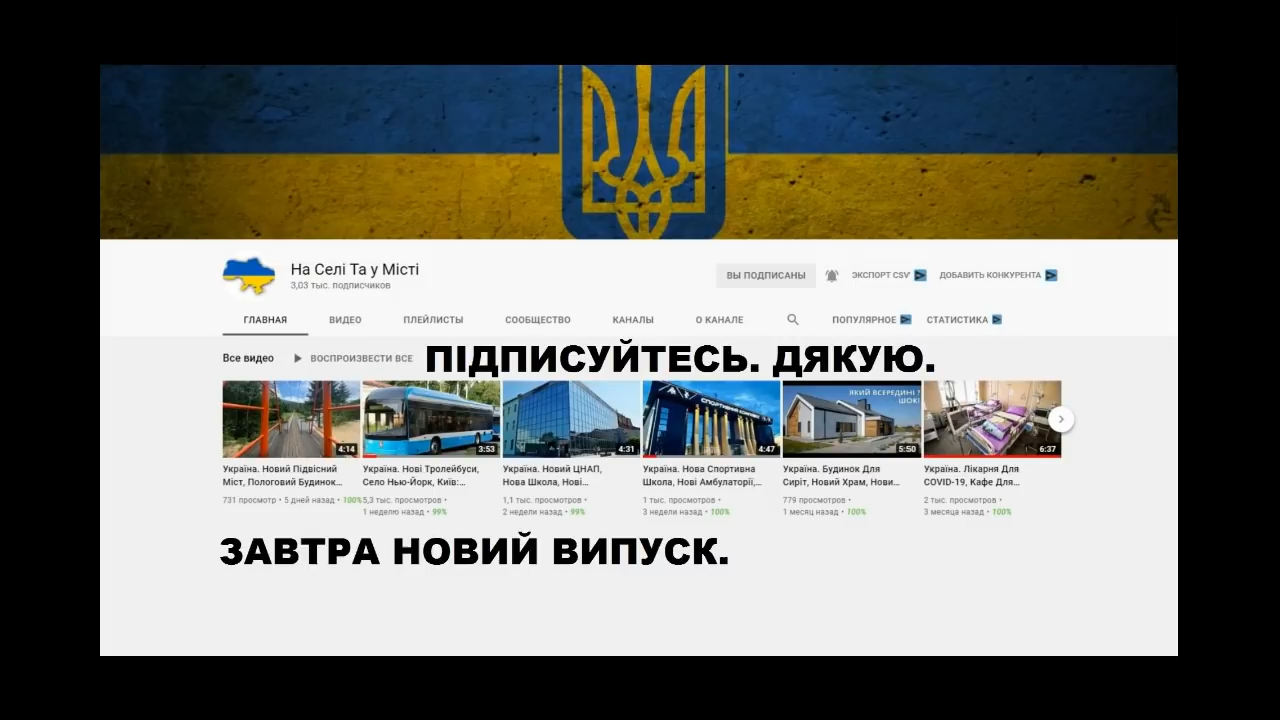 На Селі Та у Місті
3,03 тыс. подписчиков
ВЫ ПОДПИСАНЫ
ЭКСПОРТ CSV
ДОБАВИТЬ КОНКУРЕНТА
ГЛАВНАЯ ВИДЕО ПЛЕЙЛИСТЫ СООБЩЕСТВО КАНАЛЫ О КАНАЛЕ ПОПУЛЯРНОЕ СТАТИСТИКА
Все видео ВОСПРОИЗВЕСТИ ВСЕ
ПІДПИСУЙТЕСЬ. ДЯКУЮ.
4:14
Україна. Новий Підвісний
Міст, Пологовий Будинок...
731 просмотр • 5 дней назад • 100%
3:53
Україна. Нові Тролейбуси,
Село Нью-Йорк, Київ:...
5,3 тыс. просмотров •
1 неделю назад • 99%
4:31
Україна. Новий ЦНАП,
Нова Школа, Нові...
1,1 тыс. просмотров •
2 недели назад • 99%
СПОРТИВНИЙ КОМПЛЕКС
4:47
Україна. Нова Спортивна
Школа, Нові Амбулаторії,...
1 тыс. просмотров •
3 недели назад • 100%
ЯКИЙ ВСЕРЕДИНІ ?
ШОК!
5:50
Україна. Будинок Для
Сиріт, Новий Храм, Нови...
779 просмотров •
1 месяц назад • 100%
6:37
Україна. Лікарня Для
COVID-19, Кафе Для...
2 тыс. просмотров •
3 месяца назад • 100%
ЗАВТРА НОВИЙ ВИПУСК.